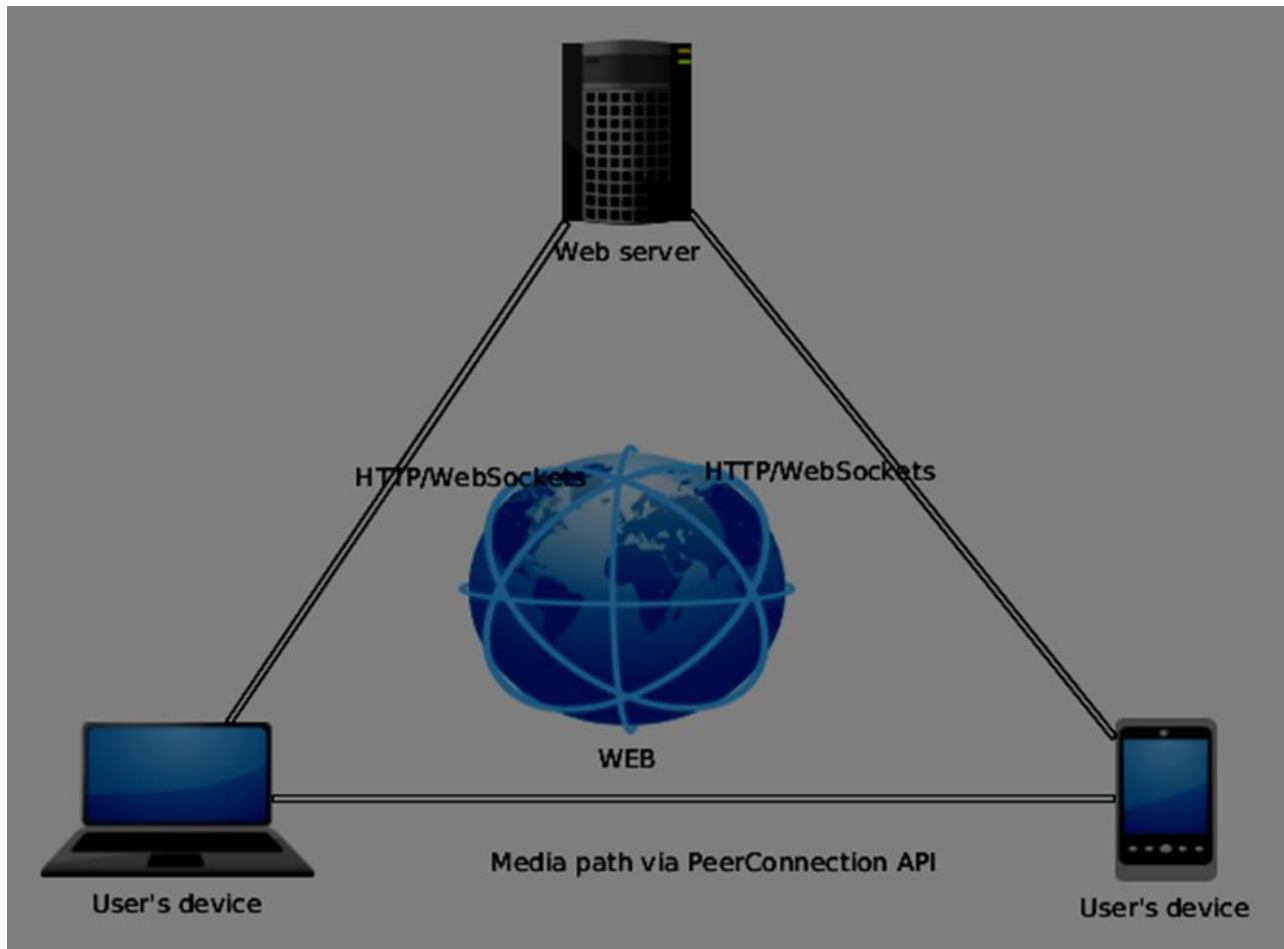 Web server
HTTP/WebSockets
HTTP/WebSockets
WEB
Media path via PeerConnection API
User's device
User's device